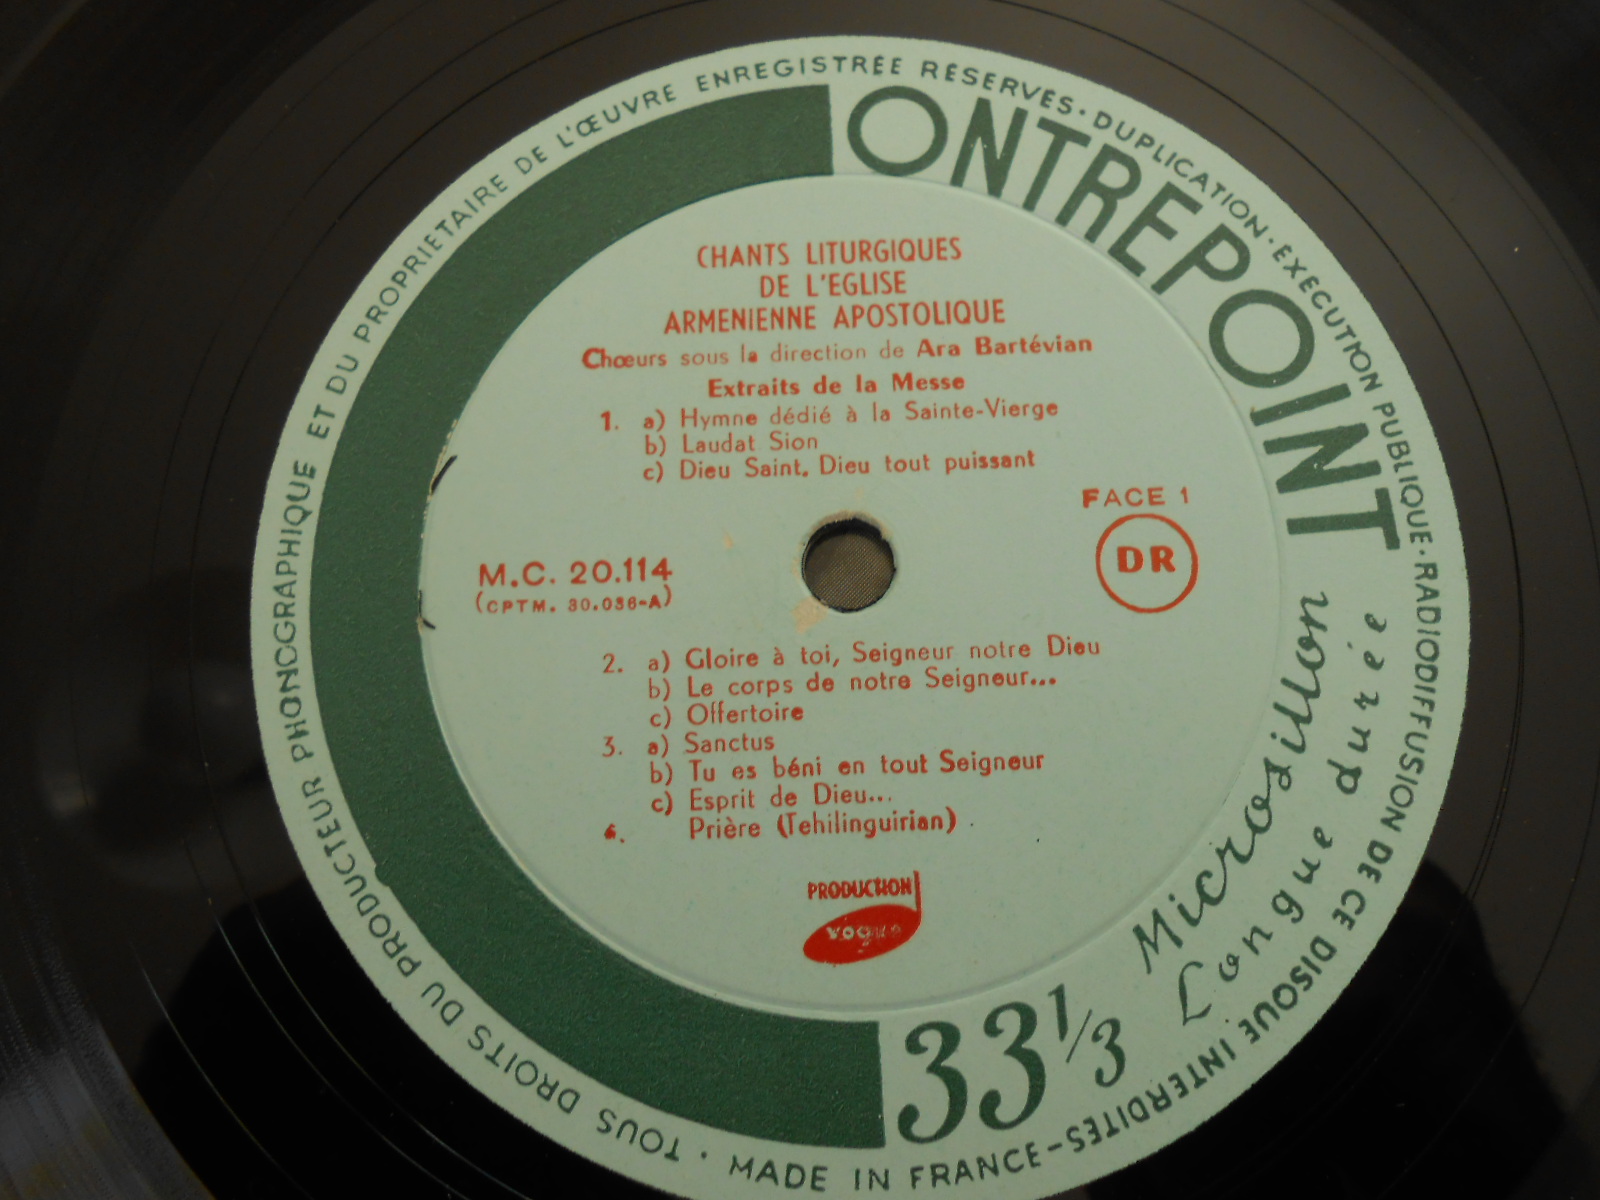 TOUS DROITS DU PRODUCTEUR PHONOGRAPHIQUE ET DU PROPRIETAIRE DE L'ŒUVRE ENREGISTRÉE RESERVÉS · DUPLICATION · EXECUTION PUBLIQUE · RADIODIFFUSION DE CE DISQUE INTERDITES – MADE IN FRANCE ·
CONTREPOINT
CHANTS LITURGIQUES
DE L'EGLISE
ARMENIENNE APOSTOLIQUE
Chœurs sous la direction de Ara Bartévian
Extraits de la Messe
1. a) Hymne dédié à la Sainte-Vierge
b) Laudat Sion
c) Dieu Saint. Dieu tout puissant
FACE 1
DR
M.C. 20.114
(CPTM. 30.036-A)
2. a) Gloire à toi, Seigneur notre Dieu
b) Le corps de notre Seigneur...
c) Offertoire
3. a) Sanctus
b) Tu es béni en tout Seigneur
c) Esprit de Dieu...
4. Prière (Tehilinguirian)
PRODUCTION
VOGUE
33 1/3
Microsillon
Longue durée